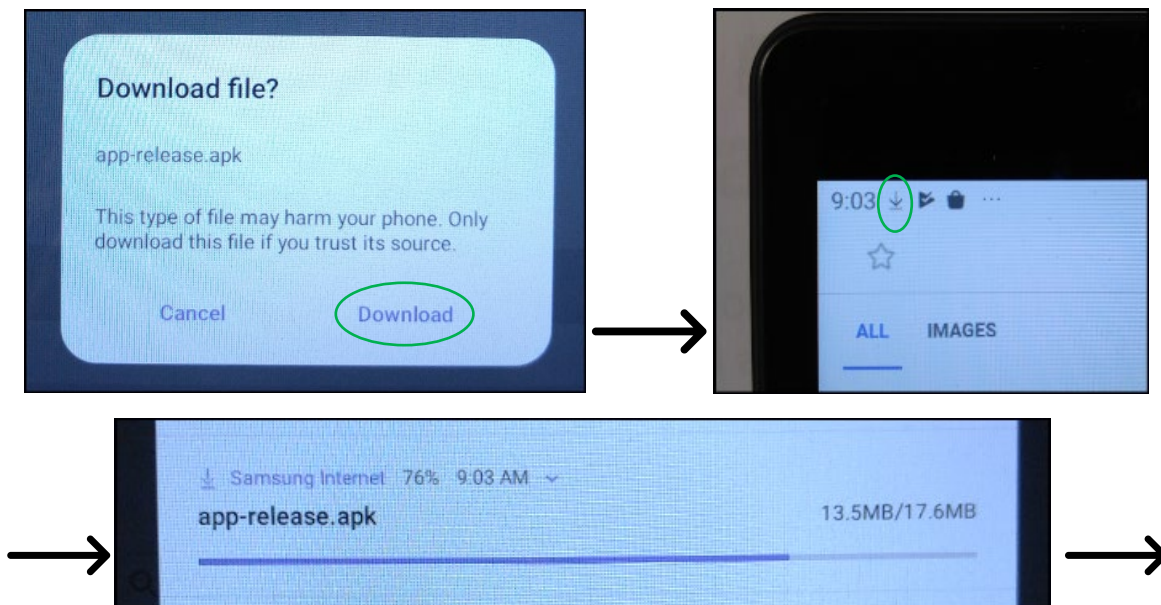 Download file?
app-release.apk
This type of file may harm your phone. Only
download this file if you trust its source.
Cancel Download
9:03 ...
ALL IMAGES
Samsung Internet 76% 9:03 AM
app-release.apk 13.5MB/17.6MB